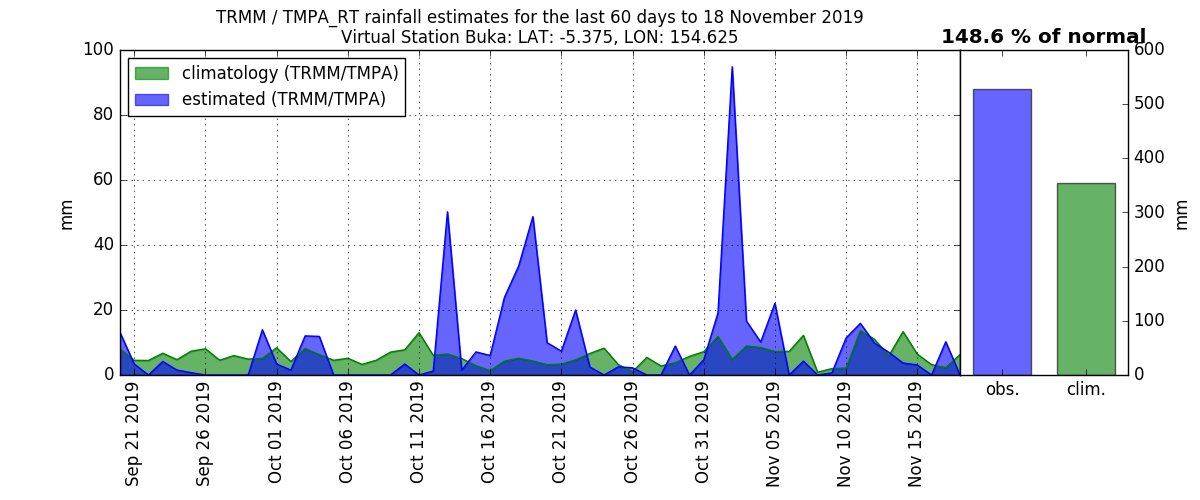 TRMM / TMPA_RT rainfall estimates for the last 60 days to 18 November 2019
Virtual Station Buka: LAT: -5.375, LON: 154.625
148.6 % of normal
climatology (TRMM/TMPA)
estimated (TRMM/TMPA)
100
80
60
40
20
0
mm
Sep 21 2019
Sep 26 2019
Oct 01 2019
Oct 06 2019
Oct 11 2019
Oct 16 2019
Oct 21 2019
Oct 26 2019
Oct 31 2019
Nov 05 2019
Nov 10 2019
Nov 15 2019
600
500
400
300
200
100
0
mm
obs.
clim.